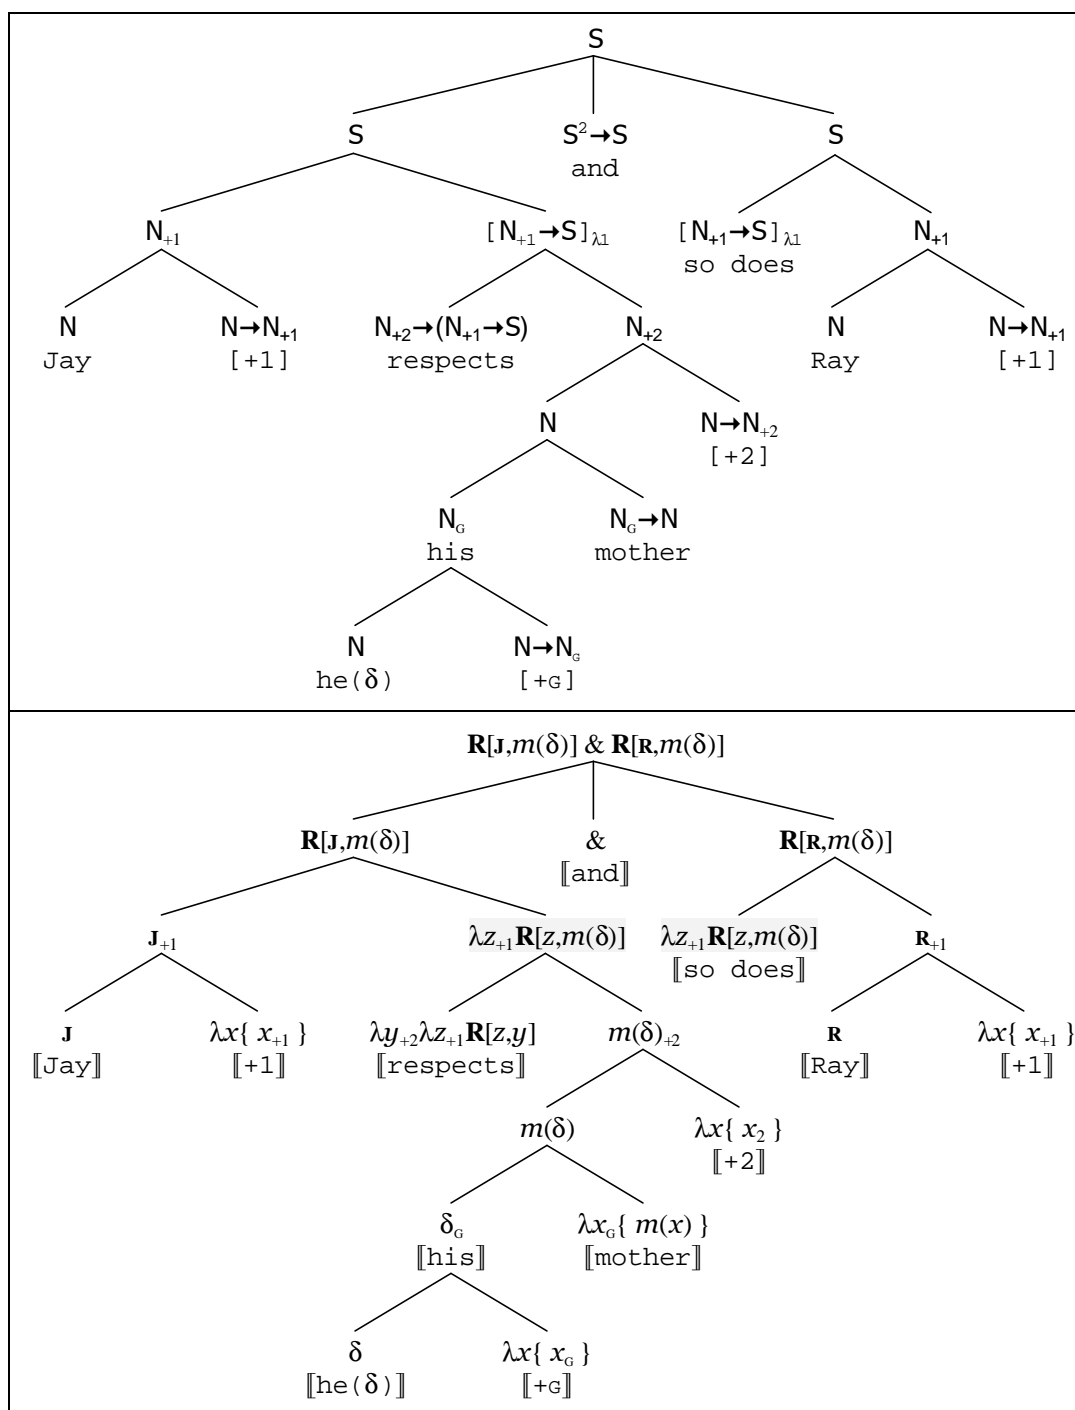 S
S S²→S S
and
N₊₁ [N₊₁→S]λ1 [N₊₁→S]λ1 N₊₁
so does
N N→N₊₁ N₊₂→(N₊₁→S) N₊₂ N N→N₊₁
Jay [+1] respects Ray [+1]
N N→N₊₂
[+2]
N_G N_G→N
his mother
N N→N_G
he(δ) [+G]
R[J,m(δ)] & R[R,m(δ)]
R[J,m(δ)] & R[R,m(δ)]
⟦and⟧
J₊₁ λz₊₁R[z,m(δ)] λz₊₁R[z,m(δ)] R₊₁
⟦so does⟧
J λx{ x₊₁ } λy₊₂λz₊₁R[z,y] m(δ)₊₂ R λx{ x₊₁ }
⟦Jay⟧ ⟦+1⟧ ⟦respects⟧ ⟦Ray⟧ ⟦+1⟧
m(δ) λx{ x₂ }
⟦+2⟧
δ_G λx_G{ m(x) }
⟦his⟧ ⟦mother⟧
δ λx{ x_G }
⟦he(δ)⟧ ⟦+G⟧